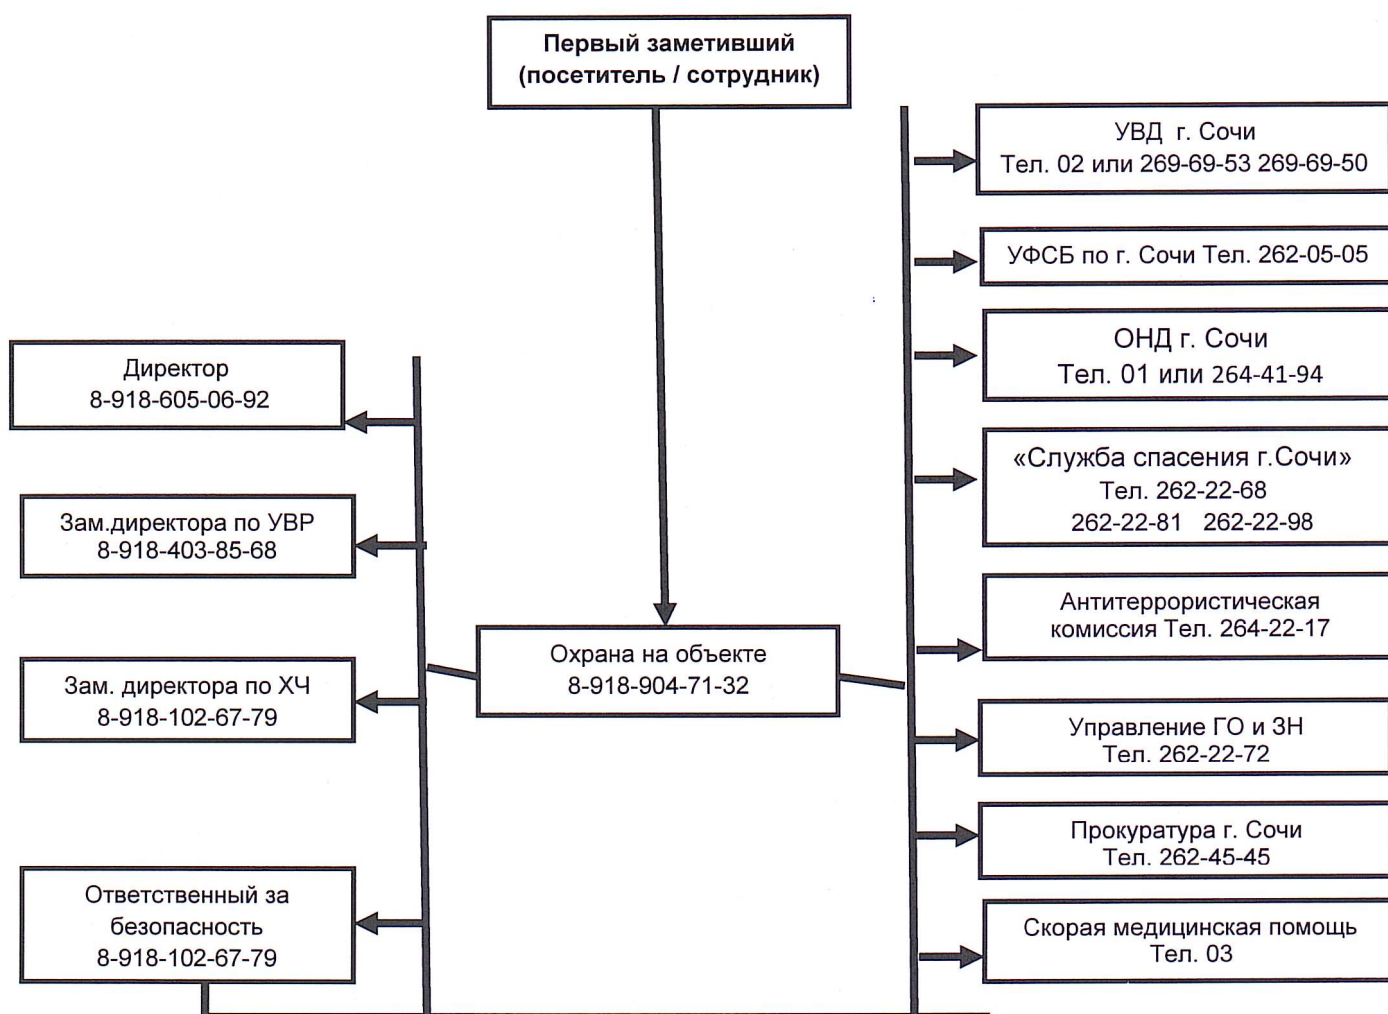 Первый заметивший
(посетитель / сотрудник)
УВД г. Сочи
Тел. 02 или 269-69-53 269-69-50
УФСБ по г. Сочи Тел. 262-05-05
ОНД г. Сочи
Тел. 01 или 264-41-94
«Служба спасения г.Сочи»
Тел. 262-22-68
262-22-81 262-22-98
Антитеррористическая
комиссия Тел. 264-22-17
Управление ГО и ЗН
Тел. 262-22-72
Прокуратура г. Сочи
Тел. 262-45-45
Скорая медицинская помощь
Тел. 03
Охрана на объекте
8-918-904-71-32
Директор
8-918-605-06-92
Зам.директора по УВР
8-918-403-85-68
Зам. директора по ХЧ
8-918-102-67-79
Ответственный за
безопасность
8-918-102-67-79